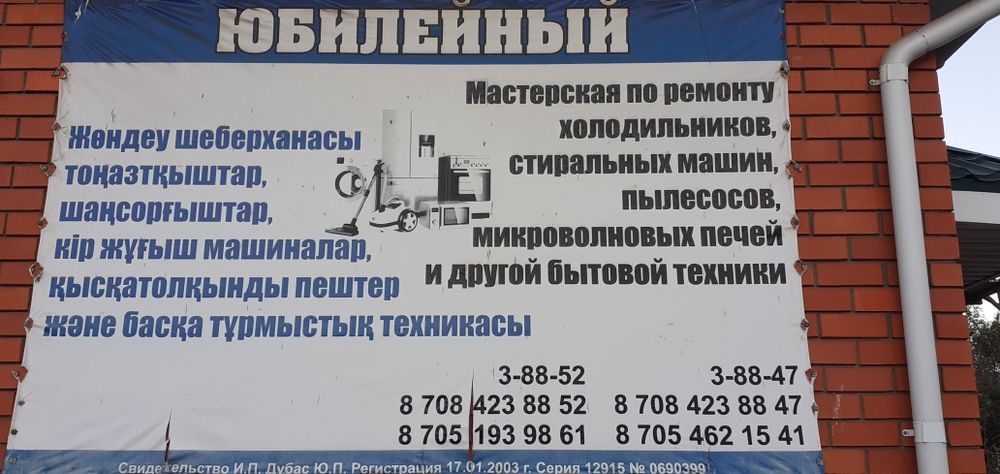 ЮБИЛЕЙНЫЙ
Жөндеу шеберханасы
тоңазтқыштар,
шаңсорғыштар,
кір жұғыш машиналар,
қысқатолқынды пештер
және басқа тұрмыстық техникасы
Мастерская по ремонту
холодильников,
стиральных машин,
пылесосов,
микроволновых печей
и другой бытовой техники
3-88-52 3-88-47
8 708 423 88 52 8 708 423 88 47
8 705 193 98 61 8 705 462 15 41
Свидетельство И.П. Дубас Ю.П. Регистрация 17.01.2003 г. Серия 12915 № 0690399